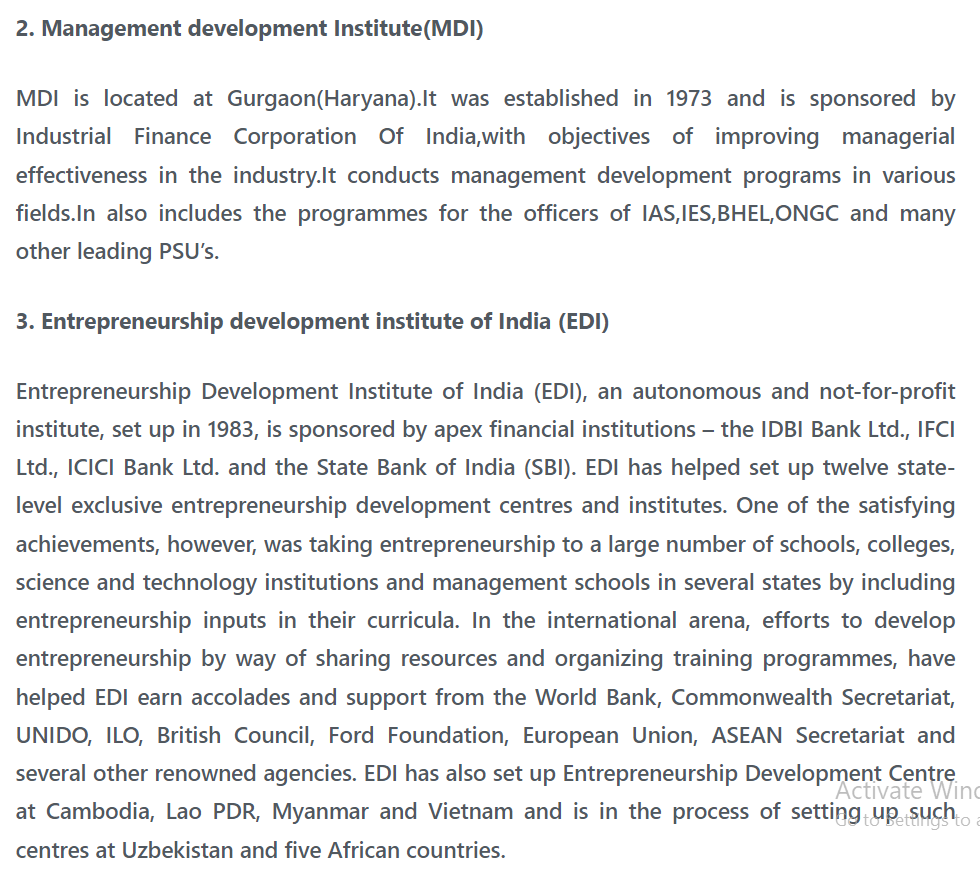 2. Management development Institute(MDI)
MDI is located at Gurgaon(Haryana).It was established in 1973 and is sponsored by
Industrial Finance Corporation Of India,with objectives of improving managerial
effectiveness in the industry.It conducts management development programs in various
fields.In also includes the programmes for the officers of IAS,IES,BHEL,ONGC and many
other leading PSU’s.
3. Entrepreneurship development institute of India (EDI)
Entrepreneurship Development Institute of India (EDI), an autonomous and not-for-profit
institute, set up in 1983, is sponsored by apex financial institutions – the IDBI Bank Ltd., IFCI
Ltd., ICICI Bank Ltd. and the State Bank of India (SBI). EDI has helped set up twelve state-
level exclusive entrepreneurship development centres and institutes. One of the satisfying
achievements, however, was taking entrepreneurship to a large number of schools, colleges,
science and technology institutions and management schools in several states by including
entrepreneurship inputs in their curricula. In the international arena, efforts to develop
entrepreneurship by way of sharing resources and organizing training programmes, have
helped EDI earn accolades and support from the World Bank, Commonwealth Secretariat,
UNIDO, ILO, British Council, Ford Foundation, European Union, ASEAN Secretariat and
several other renowned agencies. EDI has also set up Entrepreneurship Development Centre
Activate Wind
at Cambodia, Lao PDR, Myanmar and Vietnam and is in the process of setting up such
Go to Settings to a
centres at Uzbekistan and five African countries.